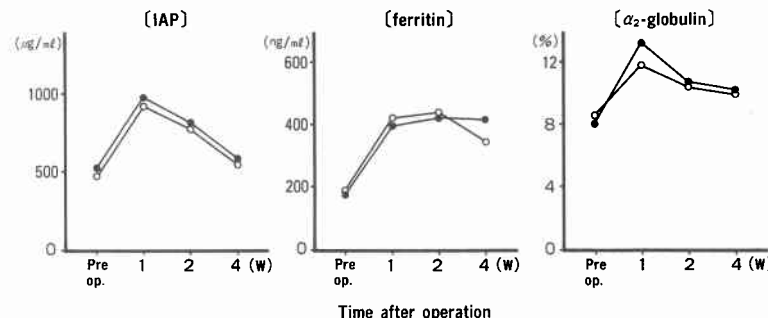 [IAP]
(μg/mℓ)
1000
500
0
Pre op. 1 2 4 (W)
[ferritin]
(ng/mℓ)
600
400
200
0
Pre op. 1 2 4 (W)
[α₂-globulin]
(%)
12
8
4
0
Pre op. 1 2 4 (W)
Time after operation